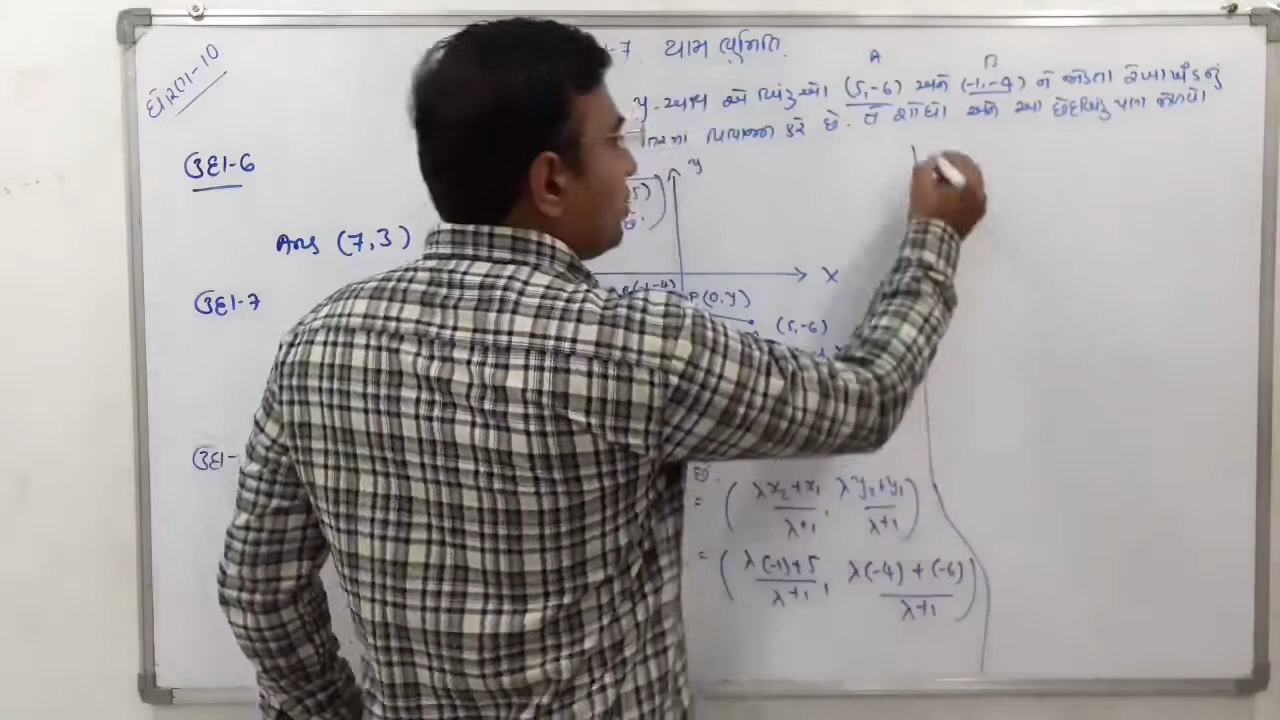 ધોરણ-10
-7. યામ ભૂમિતિ.
A B
y-અક્ષ એ બિંદુઓ (5,-6) અને (-1,-4) ને જોડતા રેખાખંડનું
વિભાજન કરે છે. તે શોધો અને આ છેદબિંદુ પણ મેળવો
ઉદા-6
y
Ans (7,3)
X
ઉદા-7
P(0,y)
(5,-6)
ઉદા-
છે.
= ( λx₂+x₁ / λ+1 , λy₂+y₁ / λ+1 )
= ( λ(-1)+5 / λ+1 , λ(-4)+(-6) / λ+1 )